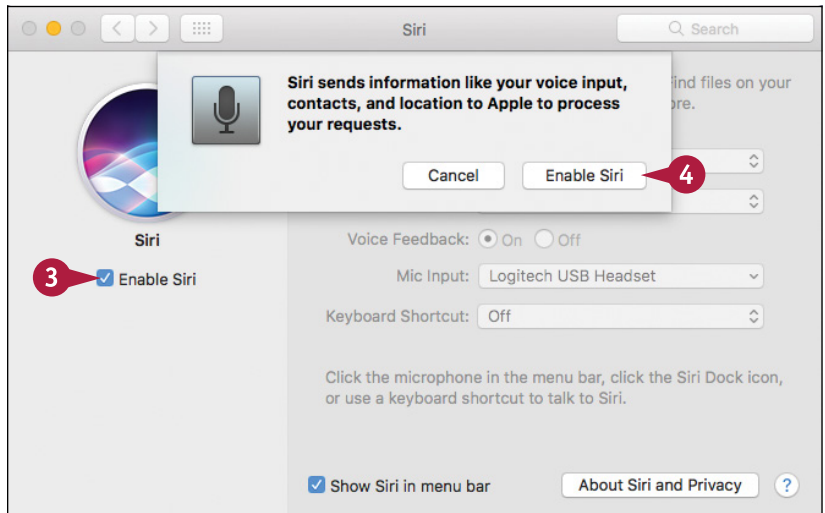 Siri
Search
Siri sends information like your voice input,
contacts, and location to Apple to process
your requests.
find files on your
Cancel
Enable Siri
4
Siri
3
Enable Siri
Voice Feedback: On Off
Mic Input: Logitech USB Headset
Keyboard Shortcut: Off
Click the microphone in the menu bar, click the Siri Dock icon,
or use a keyboard shortcut to talk to Siri.
Show Siri in menu bar
About Siri and Privacy
?